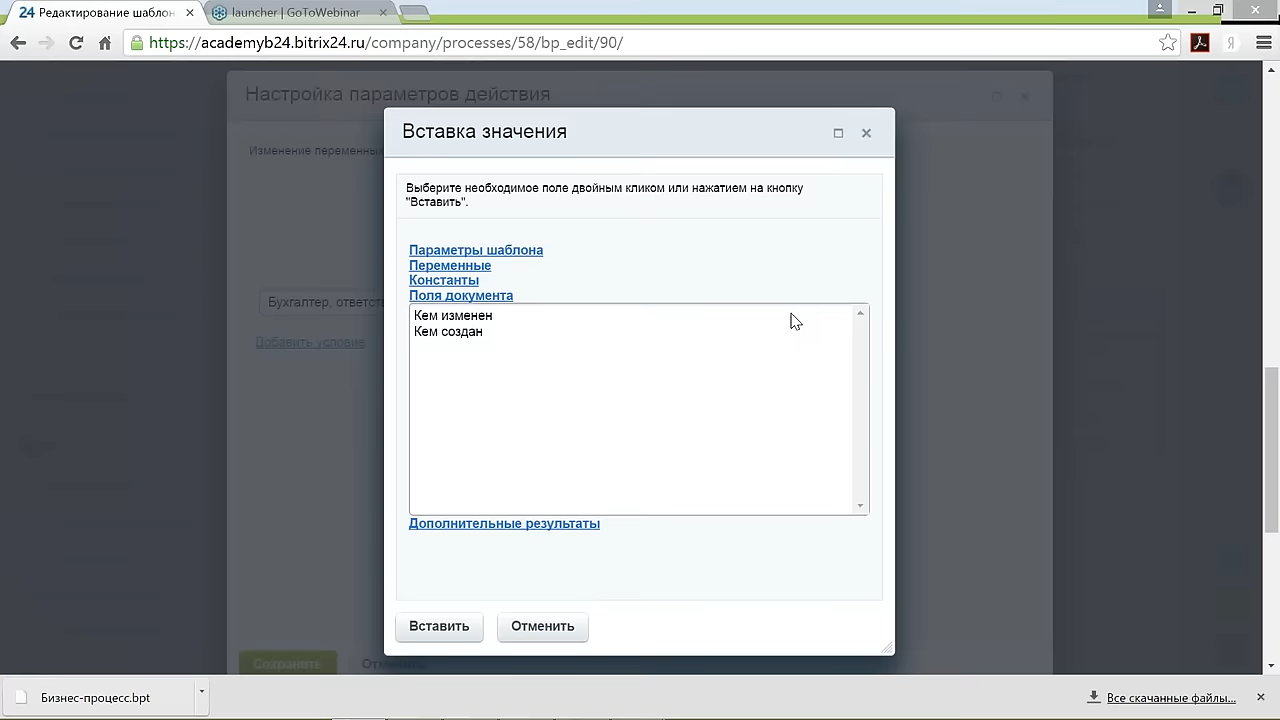 24 Редактирование шаблон
launcher | GoToWebinar
https://academyb24.bitrix24.ru/company/processes/58/bp_edit/90/
Настройка параметров действия
Вставка значения
Изменение переменных
Выберите необходимое поле двойным кликом или нажатием на кнопку
"Вставить".
Параметры шаблона
Переменные
Константы
Поля документа
Бухгалтер, ответств
Кем изменен
Кем создан
Добавить условие
Дополнительные результаты
Вставить
Отменить
Сохранить
Отменить
Бизнес-процесс.bpt
Все скачанные файлы...